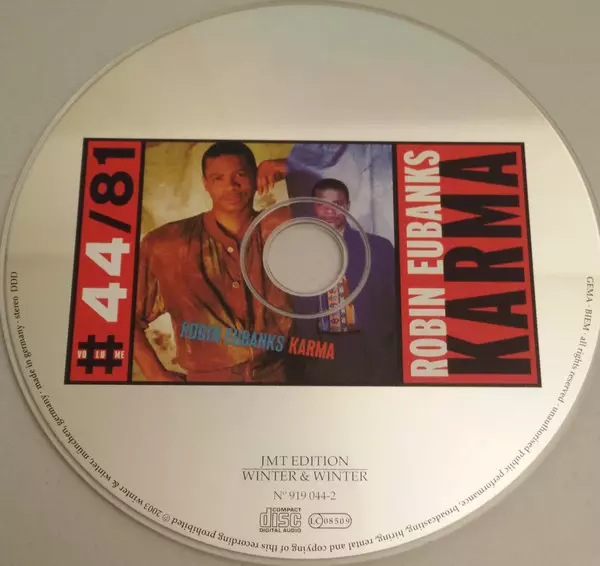 #44/81
VOLUME
ROBIN EUBANKS KARMA
ROBIN EUBANKS
KARMA
JMT EDITION
WINTER & WINTER
Nº 919 044-2
COMPACT
disc
DIGITAL AUDIO
LC 08509
GEMA - BIEM · all rights reserved · unauthorised public performance, broadcasting, hiring, rental and copying of this recording prohibited ℗ 2003 winter & winter, münchen, germany · made in germany · stereo DDD